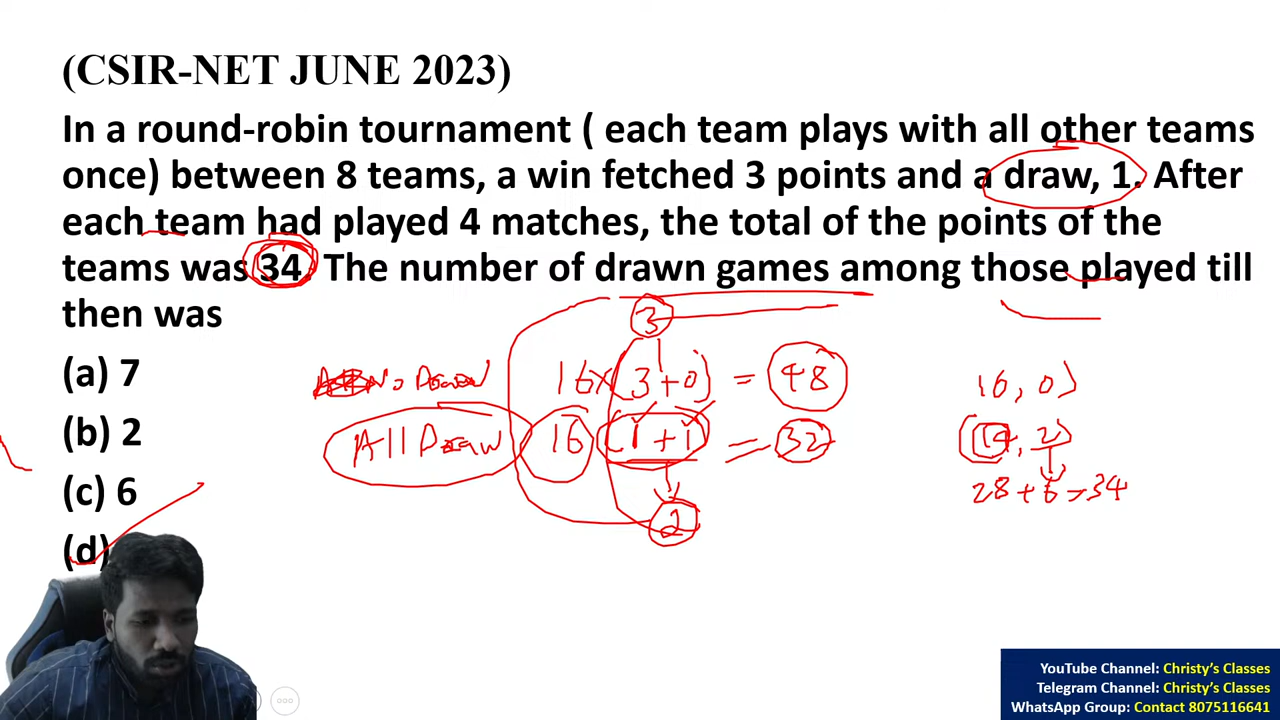 (CSIR-NET JUNE 2023)
In a round-robin tournament ( each team plays with all other teams
once) between 8 teams, a win fetched 3 points and a draw, 1. After
each team had played 4 matches, the total of the points of the
teams was 34. The number of drawn games among those played till
then was
3
(a) 7
No Draw 16×(3+0) = 48
16, 0)
(b) 2
All Draw 16 (1+1) = 32
(14, 2)
(c) 6
28+6=34
2
(d)
YouTube Channel: Christy's Classes
Telegram Channel: Christy's Classes
WhatsApp Group: Contact 8075116641